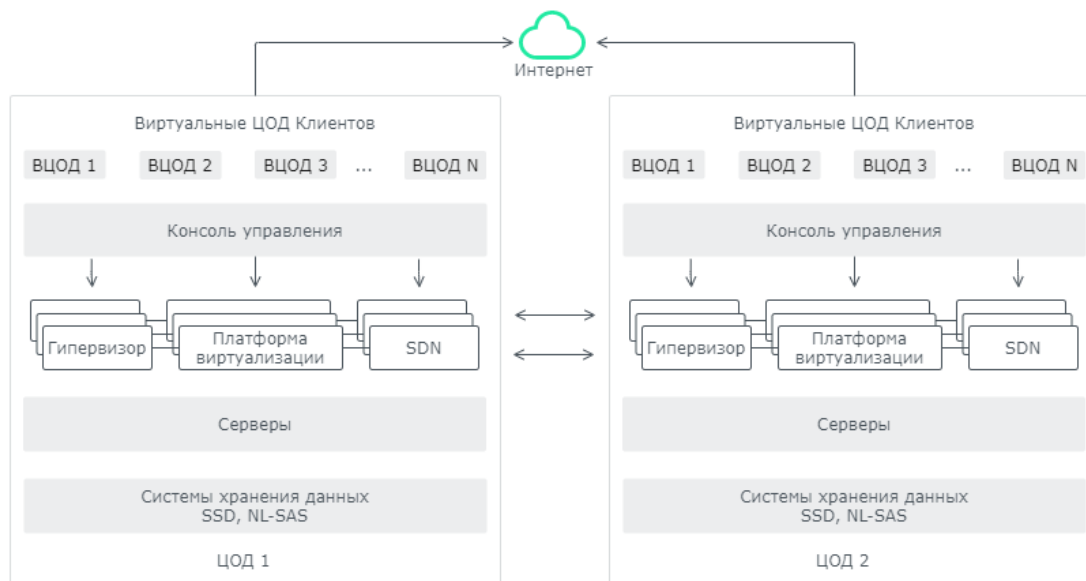 Интернет
Виртуальные ЦОД Клиентов
ВЦОД 1 ВЦОД 2 ВЦОД 3 ... ВЦОД N
Консоль управления
Гипервизор
Платформа
виртуализации
SDN
Серверы
Системы хранения данных
SSD, NL-SAS
ЦОД 1
Виртуальные ЦОД Клиентов
ВЦОД 1 ВЦОД 2 ВЦОД 3 ... ВЦОД N
Консоль управления
Гипервизор
Платформа
виртуализации
SDN
Серверы
Системы хранения данных
SSD, NL-SAS
ЦОД 2